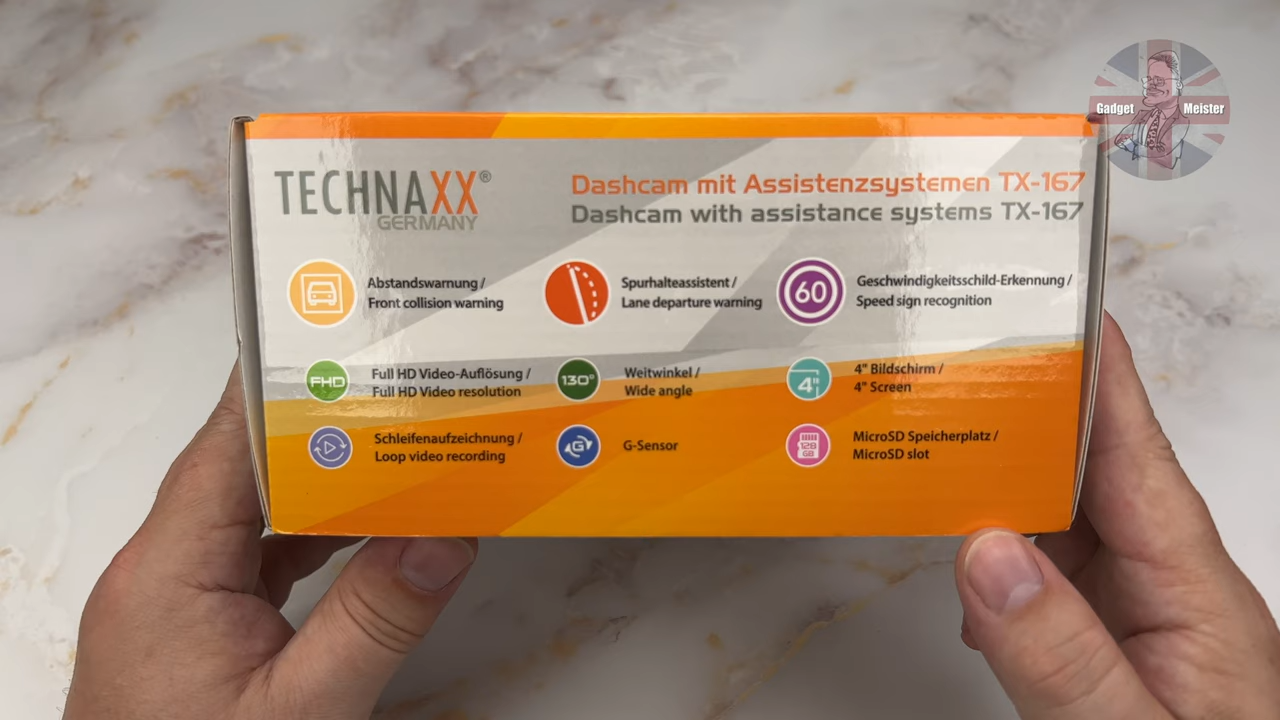 Gadget Meister
TECHNAXX®
GERMANY
Dashcam mit Assistenzsystemen TX-167
Dashcam with assistance systems TX-167
Abstandswarnung /
Front collision warning
Spurhalteassistent /
Lane departure warning
60
Geschwindigkeitsschild-Erkennung /
Speed sign recognition
FHD
Full HD Video-Auflösung /
Full HD Video resolution
130°
Weitwinkel /
Wide angle
4"
4" Bildschirm /
4" Screen
Schleifenaufzeichnung /
Loop video recording
G
G-Sensor
128
GB
MicroSD Speicherplatz /
MicroSD slot